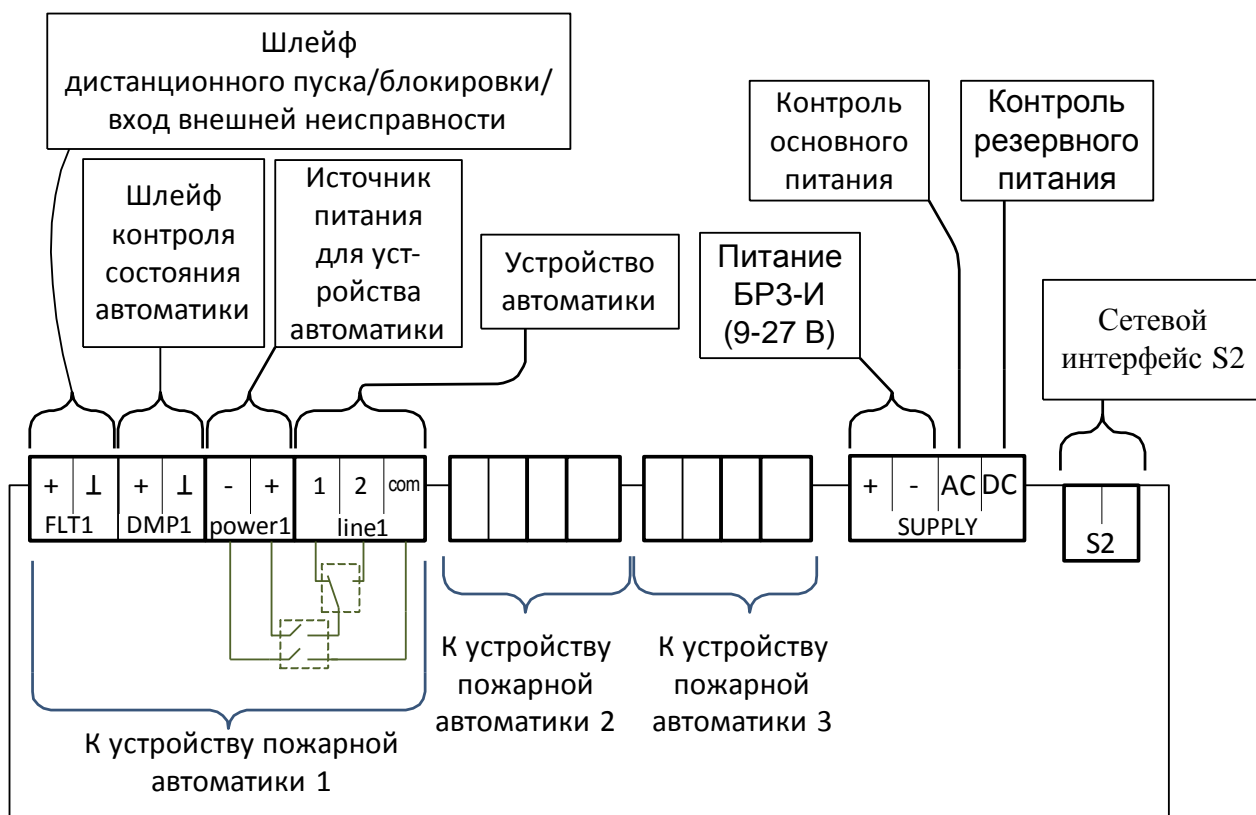 Шлейф
дистанционного пуска/блокировки/
вход внешней неисправности
Шлейф
контроля
состояния
автоматики
Источник
питания
для уст-
ройства
автоматики
Устройство
автоматики
Питание
БРЗ-И
(9-27 В)
Контроль
основного
питания
Контроль
резервного
питания
Сетевой
интерфейс S2
+ ⊥ + ⊥ - + 1 2 com + - AC DC
FLT1 DMP1 power1 line1 SUPPLY S2
К устройству пожарной
автоматики 1
К устройству
пожарной
автоматики 2
К устройству
пожарной
автоматики 3